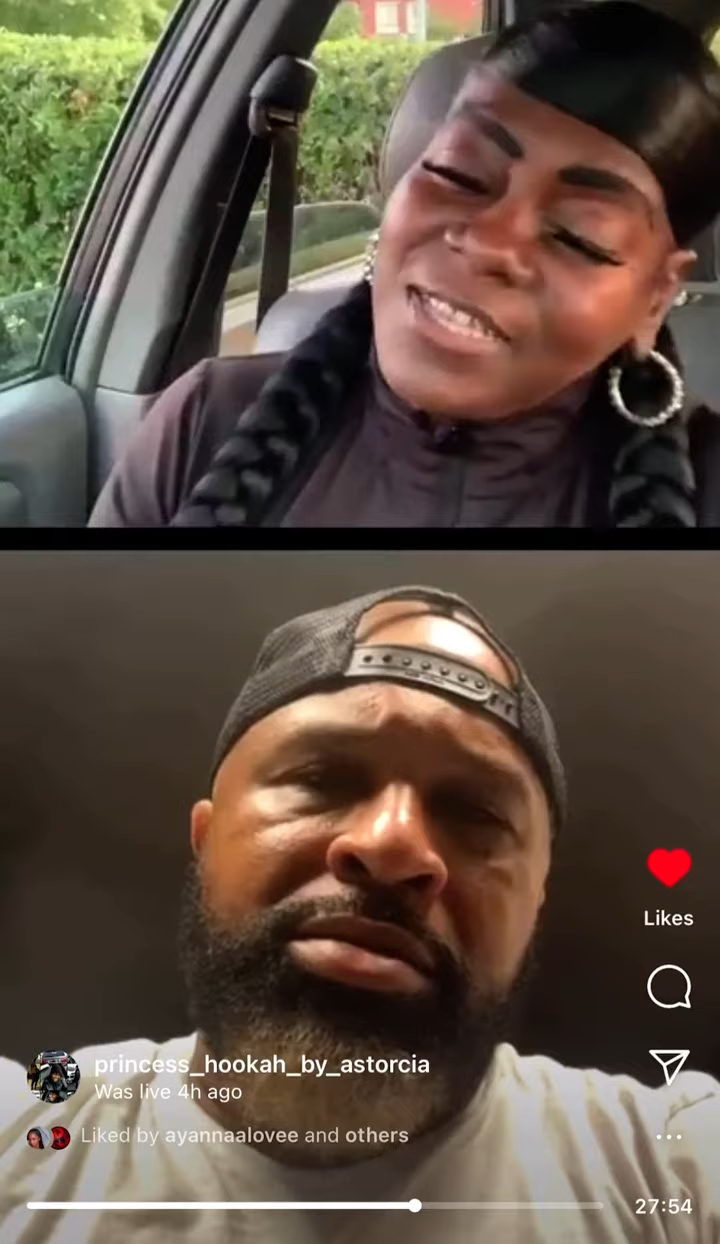 Likes
princess_hookah_by_astorcia
Was live 4h ago
Liked by ayannaalovee and others
27:54